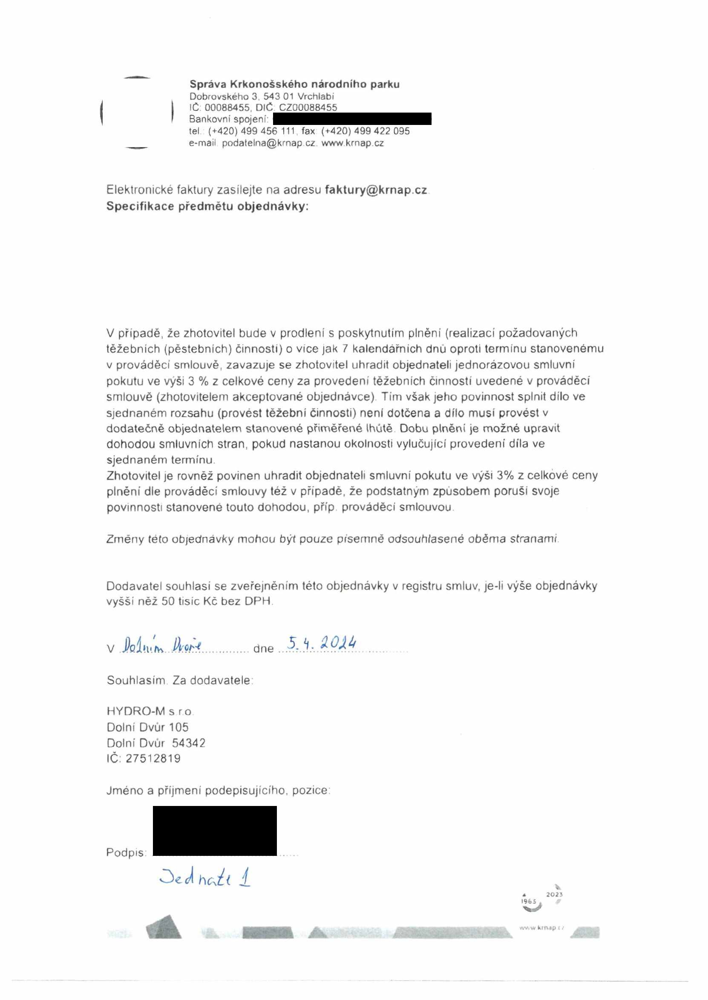 Správa Krkonošského národního parku
Dobrovského 3, 543 01 Vrchlabí
IČ: 00088455, DIČ: CZ00088455
Bankovní spojení:
tel.: (+420) 499 456 111, fax: (+420) 499 422 095
e-mail: podatelna@krnap.cz, www.krnap.cz
Elektronické faktury zasílejte na adresu faktury@krnap.cz.
Specifikace předmětu objednávky:
V případě, že zhotovitel bude v prodlení s poskytnutím plnění (realizací požadovaných
těžebních (pěstebních) činností) o více jak 7 kalendářních dnů oproti termínu stanovenému
v prováděcí smlouvě, zavazuje se zhotovitel uhradit objednateli jednorázovou smluvní
pokutu ve výši 3 % z celkové ceny za provedení těžebních činností uvedené v prováděcí
smlouvě (zhotovitelem akceptované objednávce). Tím však jeho povinnost splnit dílo ve
sjednaném rozsahu (provést těžební činnosti) není dotčena a dílo musí provést v
dodatečně objednatelem stanovené přiměřené lhůtě. Dobu plnění je možné upravit
dohodou smluvních stran, pokud nastanou okolnosti vylučující provedení díla ve
sjednaném termínu.
Zhotovitel je rovněž povinen uhradit objednateli smluvní pokutu ve výši 3% z celkové ceny
plnění dle prováděcí smlouvy též v případě, že podstatným způsobem poruší svoje
povinnosti stanovené touto dohodou, příp. prováděcí smlouvou.
Změny této objednávky mohou být pouze písemně odsouhlasené oběma stranami.
Dodavatel souhlasí se zveřejněním této objednávky v registru smluv, je-li výše objednávky
vyšší něž 50 tisíc Kč bez DPH.
V Dolním Dvoře dne 5.4.2024
Souhlasím. Za dodavatele:
HYDRO-M s.r.o.
Dolní Dvůr 105
Dolní Dvůr 54342
IČ: 27512819
Jméno a příjmení podepisujícího, pozice:
Podpis:
Jednatel
1963 2023
www.krnap.cz